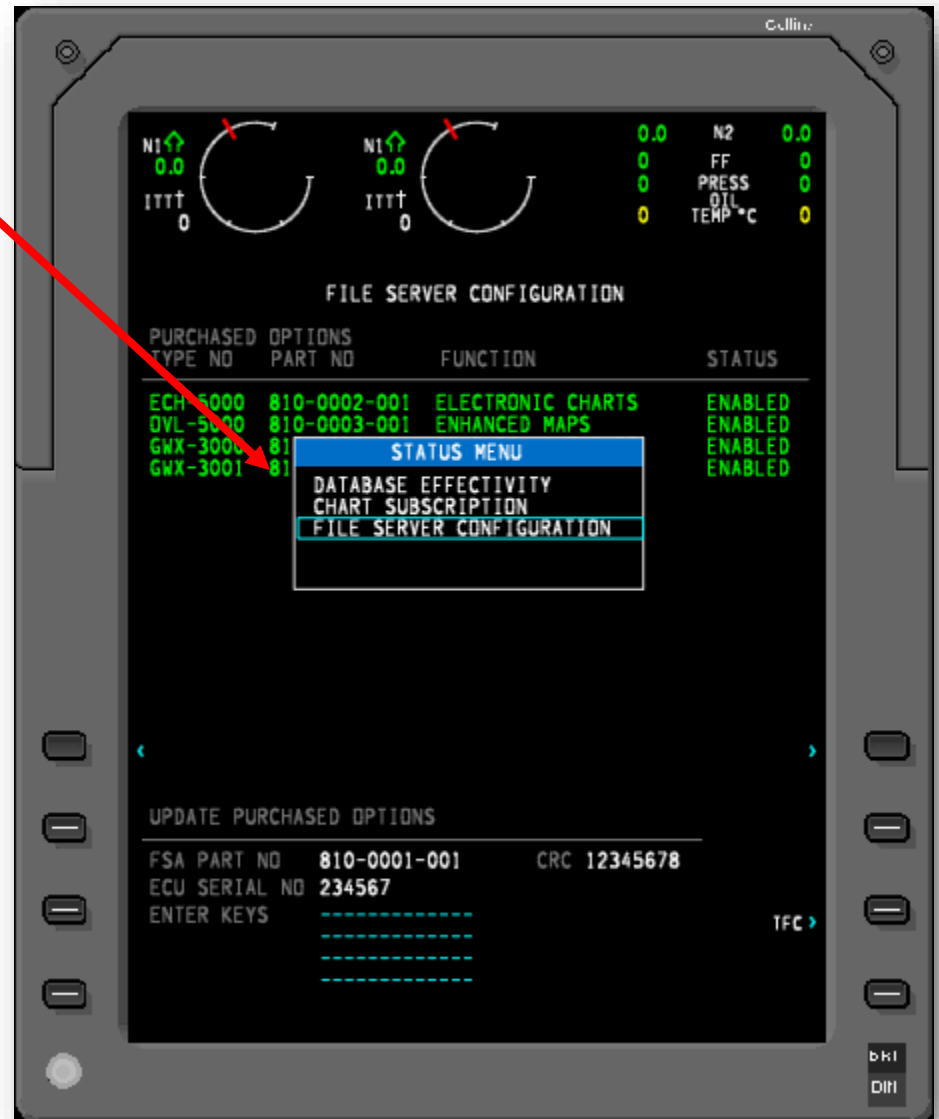 Collins
N1 N1 0.0 N2 0.0
0.0 0.0 0 FF 0
0 PRESS 0
ITT† ITT† OIL
0 0 0 TEMP °C 0
FILE SERVER CONFIGURATION
PURCHASED OPTIONS
TYPE NO PART NO FUNCTION STATUS
ECH-5000 810-0002-001 ELECTRONIC CHARTS ENABLED
OVL-5000 810-0003-001 ENHANCED MAPS ENABLED
GWX-3000 81 ENABLED
GWX-3001 81 ENABLED
STATUS MENU
DATABASE EFFECTIVITY
CHART SUBSCRIPTION
FILE SERVER CONFIGURATION
UPDATE PURCHASED OPTIONS
FSA PART NO 810-0001-001 CRC 12345678
ECU SERIAL NO 234567
ENTER KEYS -------------
-------------
TFC >
-------------
-------------
BRT
DIM